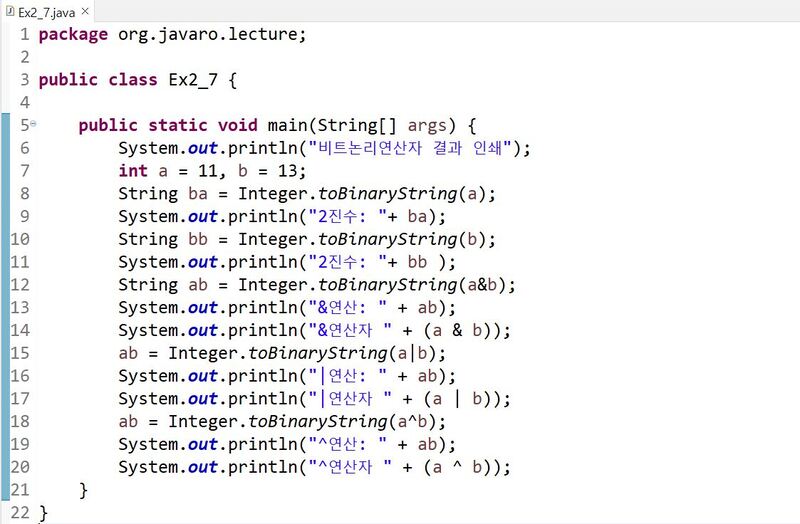 Ex2_7.java
1 package org.javaro.lecture;
2
3 public class Ex2_7 {
4
5     public static void main(String[] args) {
6         System.out.println("비트논리연산자 결과 인쇄");
7         int a = 11, b = 13;
8         String ba = Integer.toBinaryString(a);
9         System.out.println("2진수: "+ ba);
10         String bb = Integer.toBinaryString(b);
11         System.out.println("2진수: "+ bb );
12         String ab = Integer.toBinaryString(a&b);
13         System.out.println("&연산: " + ab);
14         System.out.println("&연산자 " + (a & b));
15         ab = Integer.toBinaryString(a|b);
16         System.out.println("|연산: " + ab);
17         System.out.println("|연산자 " + (a | b));
18         ab = Integer.toBinaryString(a^b);
19         System.out.println("^연산: " + ab);
20         System.out.println("^연산자 " + (a ^ b));
21     }
22 }